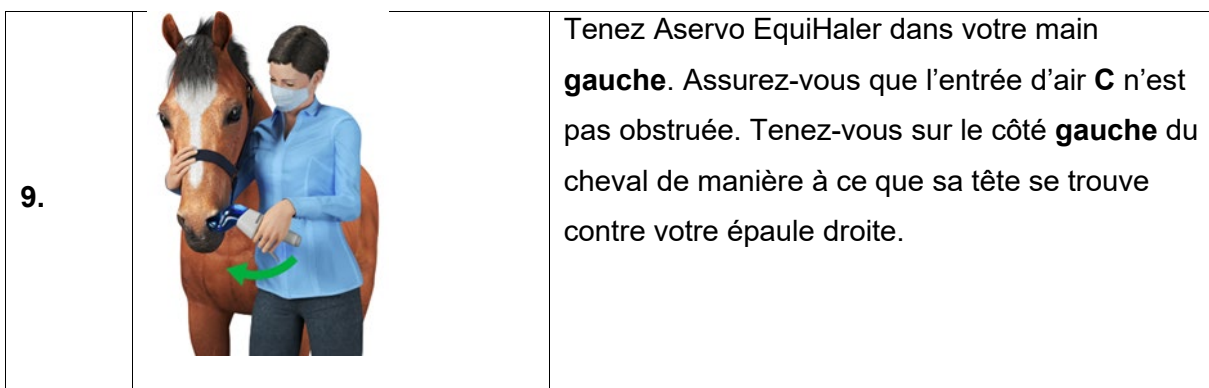 9.
Tenez Aservo EquiHaler dans votre main
gauche. Assurez-vous que l’entrée d’air C n’est
pas obstruée. Tenez-vous sur le côté gauche du
cheval de manière à ce que sa tête se trouve
contre votre épaule droite.